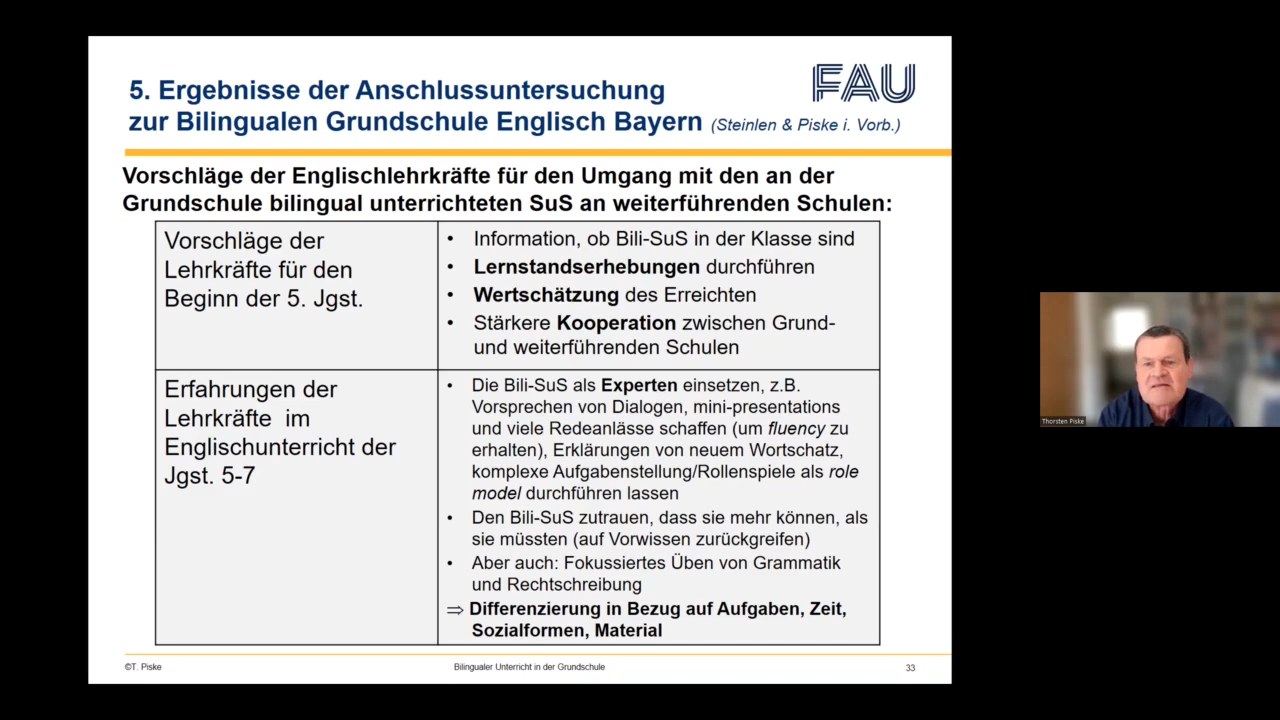 FAU
5. Ergebnisse der Anschlussuntersuchung
zur Bilingualen Grundschule Englisch Bayern (Steinlen & Piske i. Vorb.)
Vorschläge der Englischlehrkräfte für den Umgang mit den an der
Grundschule bilingual unterrichteten SuS an weiterführenden Schulen:
Vorschläge der
Lehrkräfte für den
Beginn der 5. Jgst.
• Information, ob Bili-SuS in der Klasse sind
• Lernstandserhebungen durchführen
• Wertschätzung des Erreichten
• Stärkere Kooperation zwischen Grund-
und weiterführenden Schulen
Erfahrungen der
Lehrkräfte im
Englischunterricht der
Jgst. 5-7
• Die Bili-SuS als Experten einsetzen, z.B.
Vorsprechen von Dialogen, mini-presentations
und viele Redeanlässe schaffen (um fluency zu
erhalten), Erklärungen von neuem Wortschatz,
komplexe Aufgabenstellung/Rollenspiele als role
model durchführen lassen
• Den Bili-SuS zutrauen, dass sie mehr können, als
sie müssten (auf Vorwissen zurückgreifen)
• Aber auch: Fokussiertes Üben von Grammatik
und Rechtschreibung
⇒ Differenzierung in Bezug auf Aufgaben, Zeit,
Sozialformen, Material
©T. Piske
Bilingualer Unterricht in der Grundschule
33
Thorsten Piske